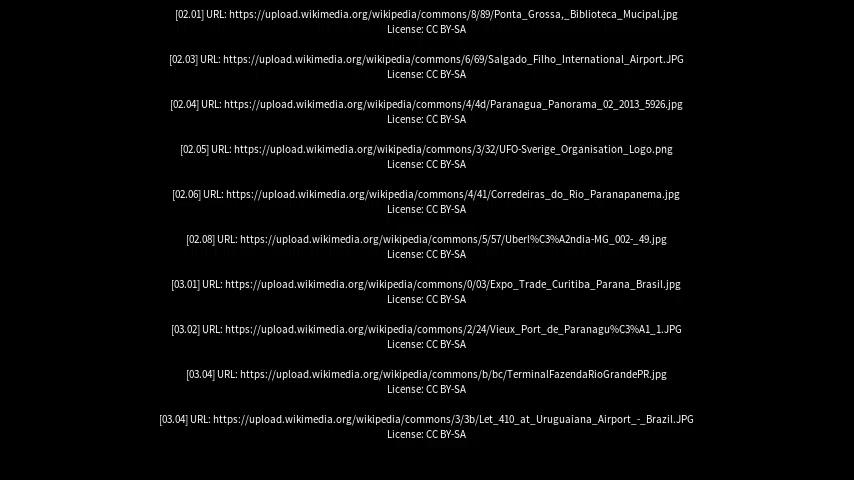 [02.01] URL: https://upload.wikimedia.org/wikipedia/commons/8/89/Ponta_Grossa,_Biblioteca_Mucipal.jpg
License: CC BY-SA
[02.03] URL: https://upload.wikimedia.org/wikipedia/commons/6/69/Salgado_Filho_International_Airport.JPG
License: CC BY-SA
[02.04] URL: https://upload.wikimedia.org/wikipedia/commons/4/4d/Paranagua_Panorama_02_2013_5926.jpg
License: CC BY-SA
[02.05] URL: https://upload.wikimedia.org/wikipedia/commons/3/32/UFO-Sverige_Organisation_Logo.png
License: CC BY-SA
[02.06] URL: https://upload.wikimedia.org/wikipedia/commons/4/41/Corredeiras_do_Rio_Paranapanema.jpg
License: CC BY-SA
[02.08] URL: https://upload.wikimedia.org/wikipedia/commons/5/57/Uberl%C3%A2ndia-MG_002-_49.jpg
License: CC BY-SA
[03.01] URL: https://upload.wikimedia.org/wikipedia/commons/0/03/Expo_Trade_Curitiba_Parana_Brasil.jpg
License: CC BY-SA
[03.02] URL: https://upload.wikimedia.org/wikipedia/commons/2/24/Vieux_Port_de_Paranagu%C3%A1_1.JPG
License: CC BY-SA
[03.04] URL: https://upload.wikimedia.org/wikipedia/commons/b/bc/TerminalFazendaRioGrandePR.jpg
License: CC BY-SA
[03.04] URL: https://upload.wikimedia.org/wikipedia/commons/3/3b/Let_410_at_Uruguaiana_Airport_-_Brazil.JPG
License: CC BY-SA